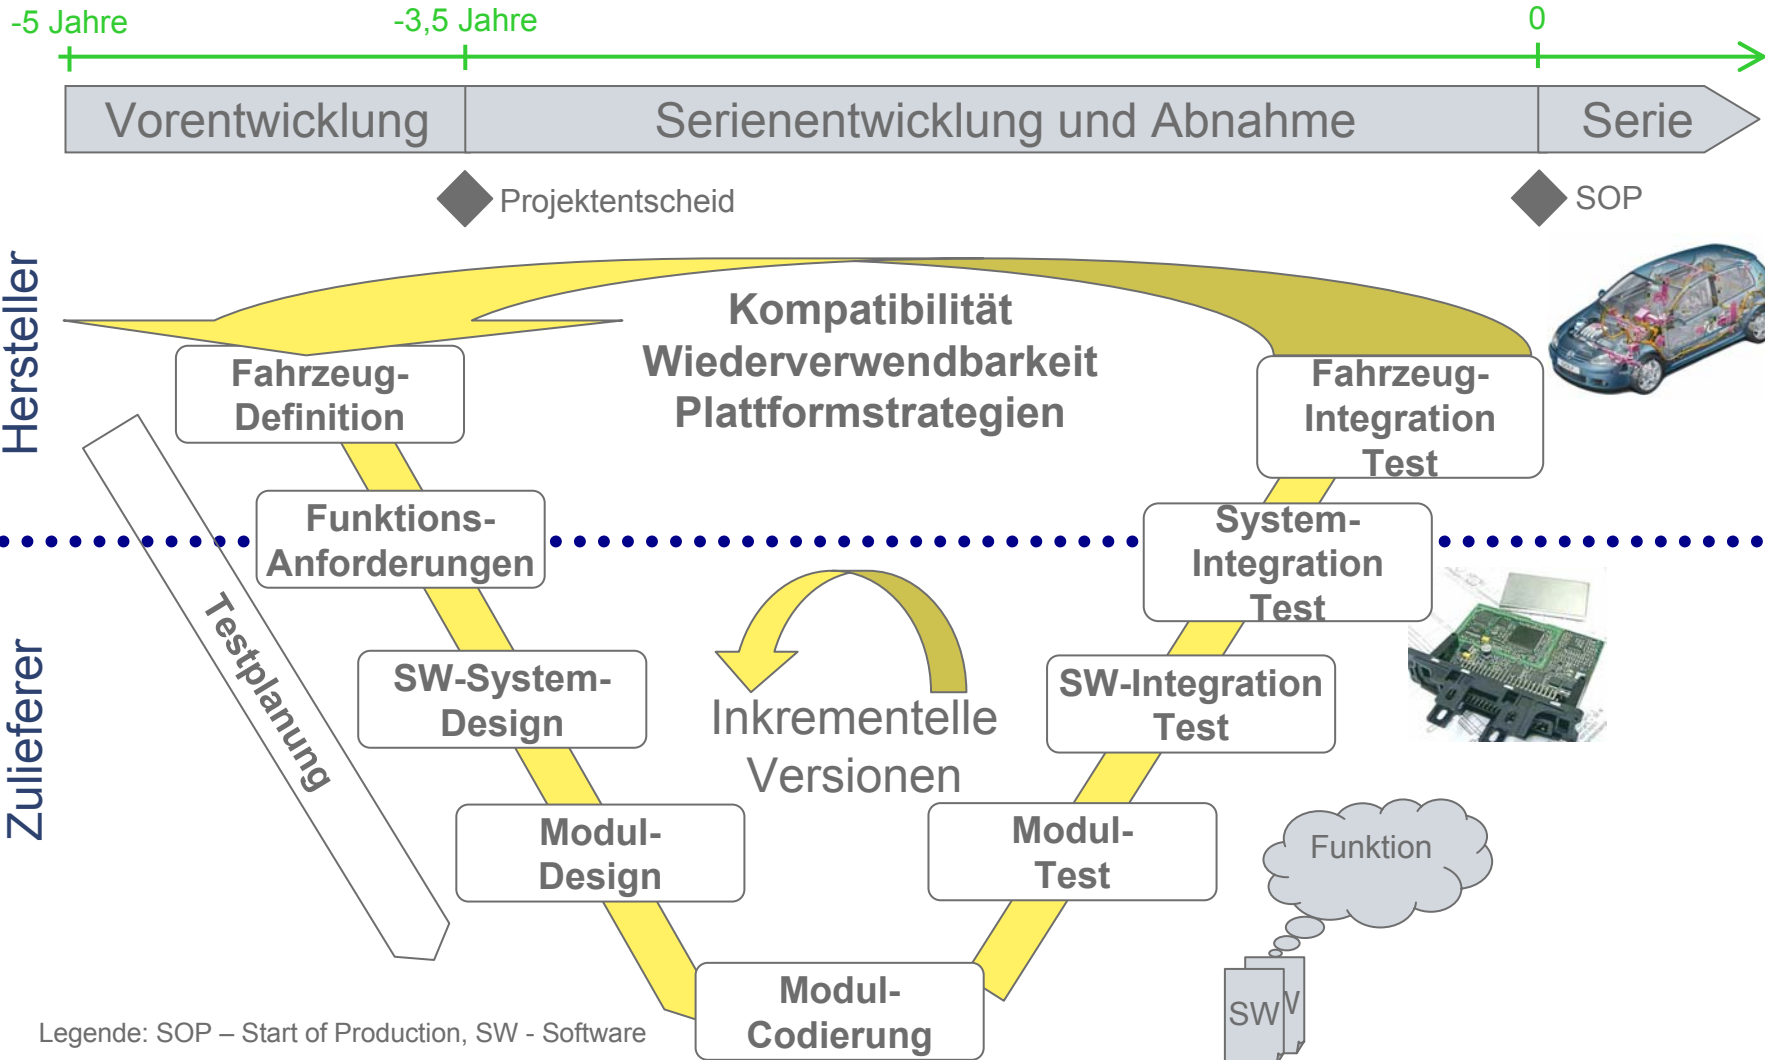 -5 Jahre
-3,5 Jahre
0
Vorentwicklung
Serienentwicklung und Abnahme
Serie
Projektentscheid
SOP
Hersteller
Kompatibilität
Wiederverwendbarkeit
Plattformstrategien
Fahrzeug-
Definition
Fahrzeug-
Integration
Test
Funktions-
Anforderungen
System-
Integration
Test
Zulieferer
Testplanung
SW-System-
Design
Inkrementelle
Versionen
SW-Integration
Test
Modul-
Design
Modul-
Test
Funktion
Modul-
Codierung
SW
W
Legende: SOP – Start of Production, SW - Software